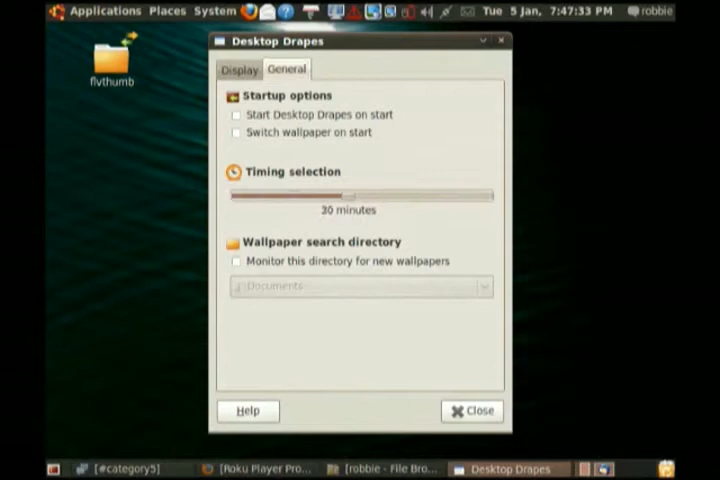 Applications Places System Tue 5 Jan, 7:47:33 PM robbie
flvthumb
Desktop Drapes
Display General
Startup options
Start Desktop Drapes on start
Switch wallpaper on start
Timing selection
30 minutes
Wallpaper search directory
Monitor this directory for new wallpapers
Documents
Help Close
[#category5] [Roku Player Pro... [robbie - File Bro... Desktop Drapes